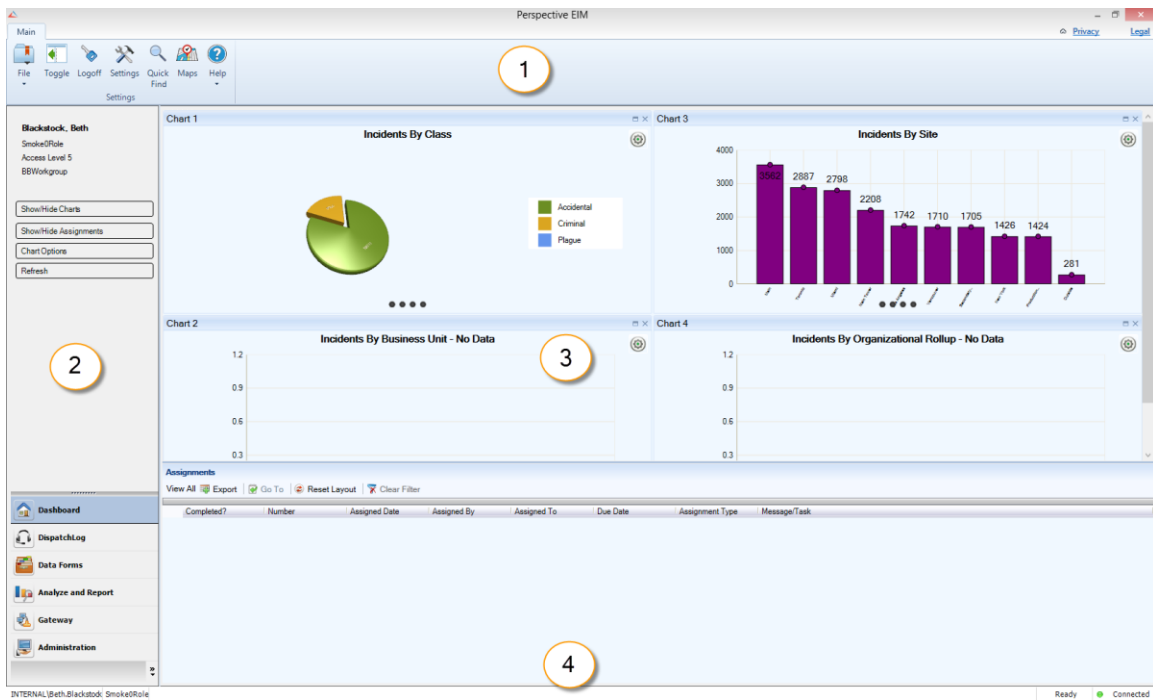 Perspective EIM
Main
Privacy
Legal
File
Toggle
Logoff
Settings
Quick Find
Maps
Help
Settings
1
Blackstock, Beth
Smoke0Role
Access Level 5
BBWorkgroup
Show/Hide Charts
Show/Hide Assignments
Chart Options
Refresh
2
Chart 1
Incidents By Class
Accidental
Criminal
Plague
Chart 3
Incidents By Site
4000
3000
2000
1000
0
3562
2887
2798
2208
1742
1710
1705
1426
1424
281
Chart 2
Incidents By Business Unit - No Data
1.2
0.9
0.6
0.3
3
Chart 4
Incidents By Organizational Rollup - No Data
1.2
0.9
0.6
0.3
Assignments
View All Export Go To Reset Layout Clear Filter
Completed? Number Assigned Date Assigned By Assigned To Due Date Assignment Type Message/Task
Dashboard
DispatchLog
Data Forms
Analyze and Report
Gateway
Administration
4
INTERNAL\Beth.Blackstock Smoke0Role
Ready
Connected